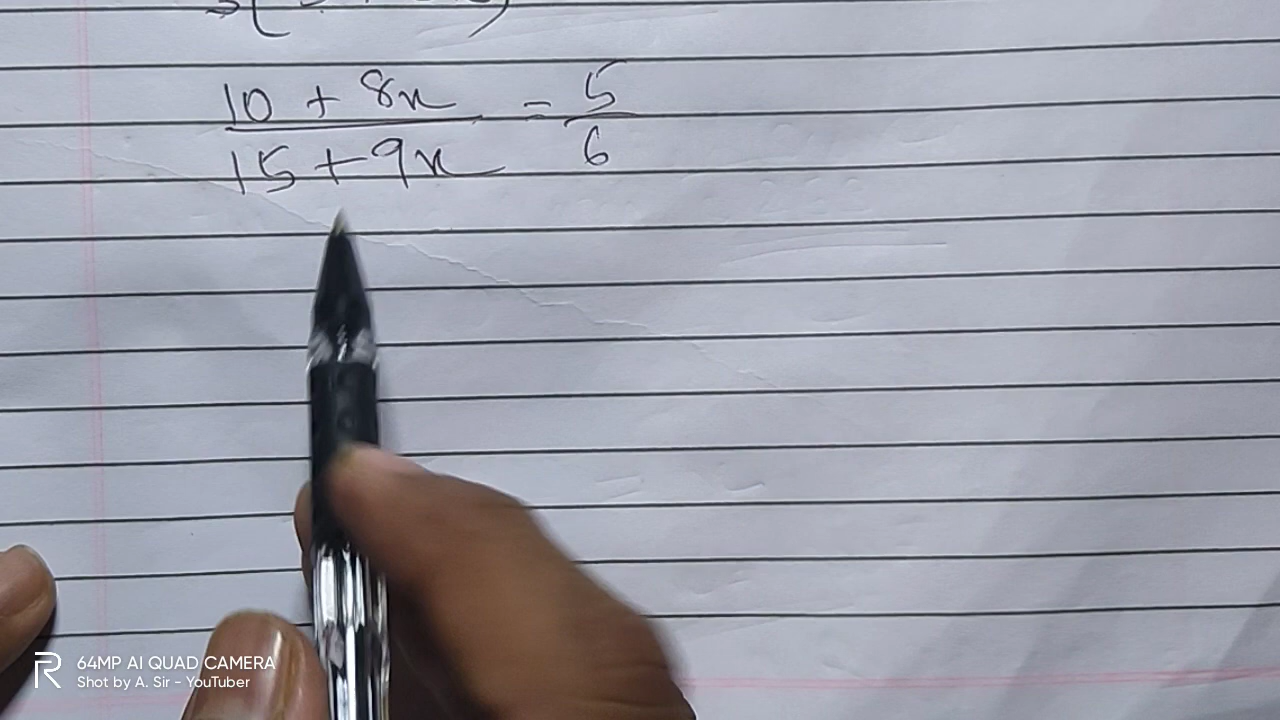 10 + 8x / 15 + 9x = 5 / 6
64MP AI QUAD CAMERA
Shot by A. Sir - YouTuber